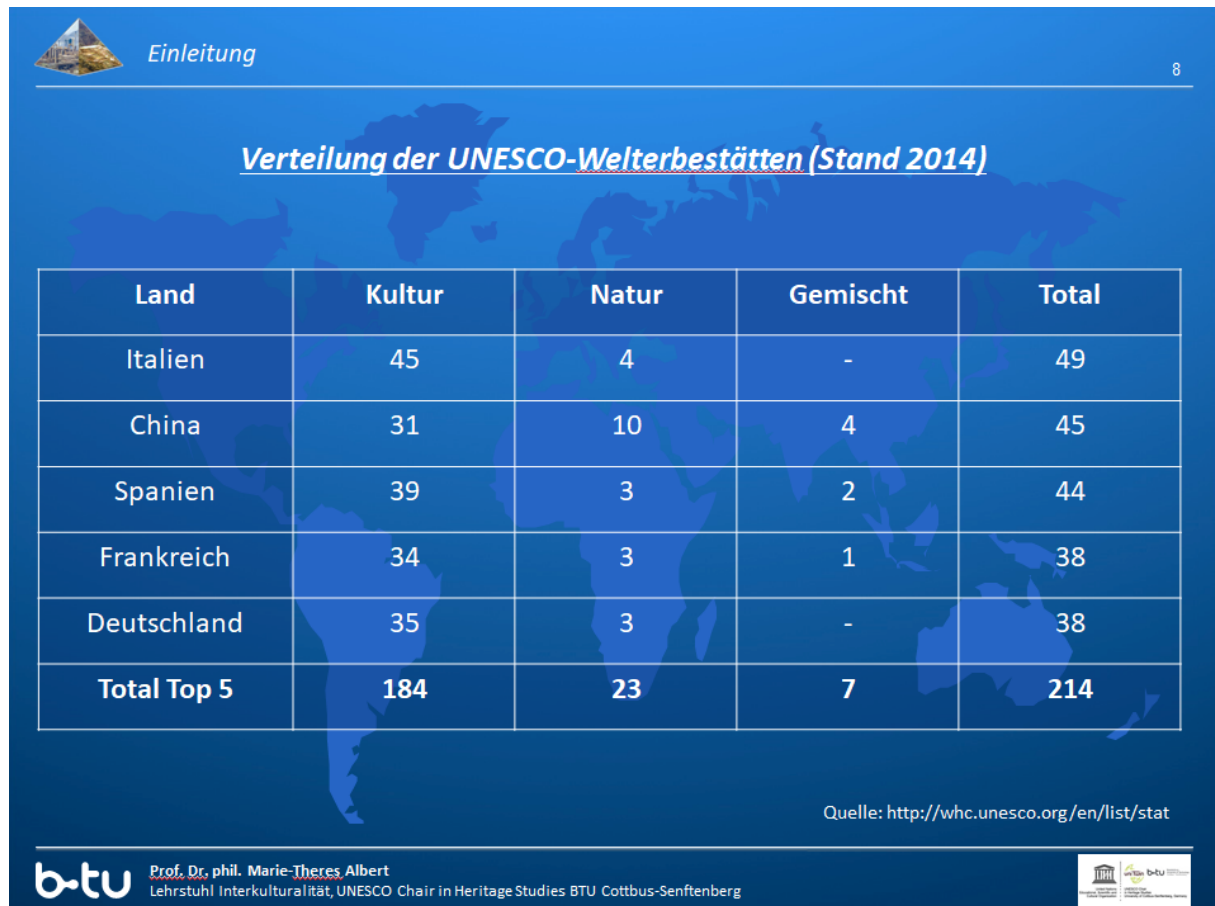 Einleitung
8
Verteilung der UNESCO-Welterbestätten (Stand 2014)
Land Kultur Natur Gemischt Total
Italien 45 4 - 49
China 31 10 4 45
Spanien 39 3 2 44
Frankreich 34 3 1 38
Deutschland 35 3 - 38
Total Top 5 184 23 7 214
Quelle: http://whc.unesco.org/en/list/stat
b-tu
Prof. Dr. phil. Marie-Theres Albert
Lehrstuhl Interkulturalität, UNESCO Chair in Heritage Studies BTU Cottbus-Senftenberg